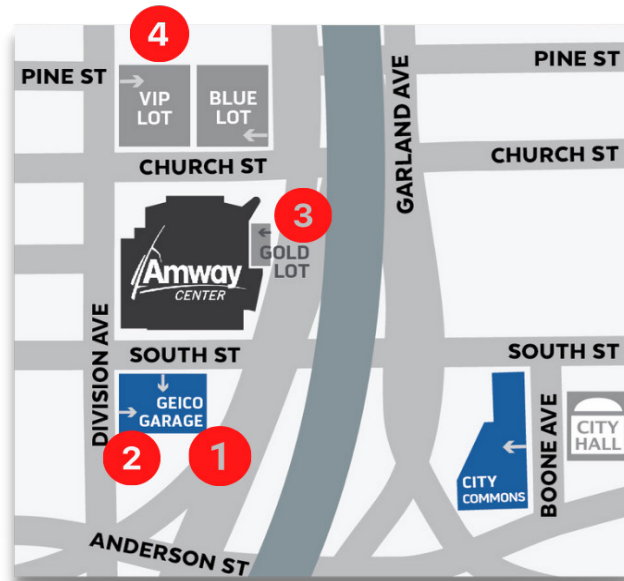 4
PINE ST
VIP
LOT
BLUE
LOT
GARLAND AVE
PINE ST
CHURCH ST
CHURCH ST
3
GOLD
LOT
Amway
CENTER
DIVISION AVE
SOUTH ST
SOUTH ST
GEICO
GARAGE
2
1
CITY
COMMONS
BOONE AVE
CITY
HALL
ANDERSON ST